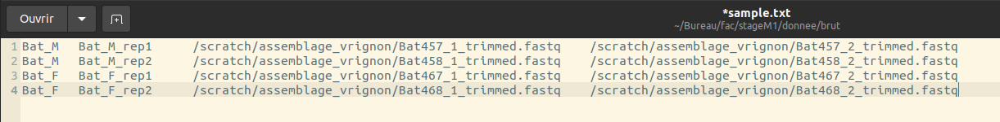 Ouvrir
*sample.txt
~/Bureau/fac/stageM1/donnee/brut
1 Bat_M Bat_M_rep1 /scratch/assemblage_vrignon/Bat457_1_trimmed.fastq /scratch/assemblage_vrignon/Bat457_2_trimmed.fastq
2 Bat_M Bat_M_rep2 /scratch/assemblage_vrignon/Bat458_1_trimmed.fastq /scratch/assemblage_vrignon/Bat458_2_trimmed.fastq
3 Bat_F Bat_F_rep1 /scratch/assemblage_vrignon/Bat467_1_trimmed.fastq /scratch/assemblage_vrignon/Bat467_2_trimmed.fastq
4 Bat_F Bat_F_rep2 /scratch/assemblage_vrignon/Bat468_1_trimmed.fastq /scratch/assemblage_vrignon/Bat468_2_trimmed.fastq